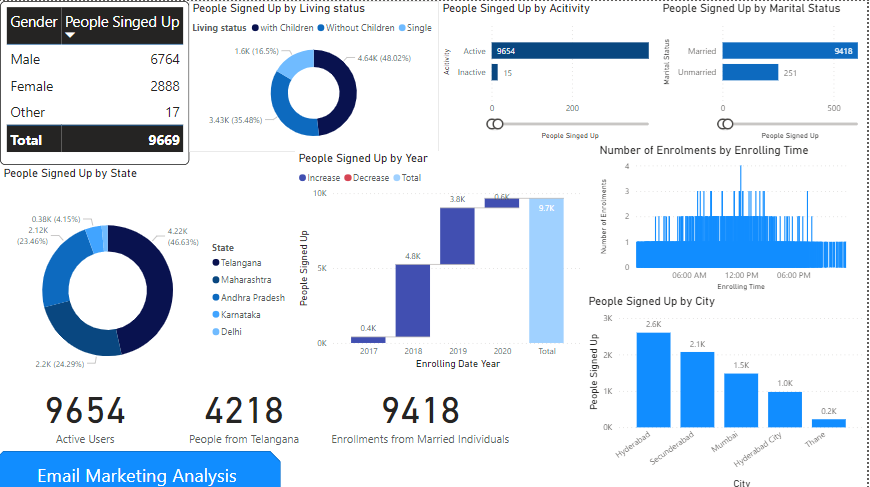 Gender People Singed Up
Male 6764
Female 2888
Other 17
Total 9669
People Signed Up by Living status
Living status with Children Without Children Single
1.6K (16.5%)
4.64K (48.02%)
3.43K (35.48%)
People Singed Up by Acitivity
Acitivity
Active 9654
Inactive 15
0 200
People Singed Up
People Signed Up by Marital Status
Marital Status
Married 9418
Unmarried 251
0 500
People Signed Up
People Signed Up by State
0.38K (4.15%)
2.12K
(23.46%)
4.22K
(46.63%)
2.2K (24.29%)
State
Telangana
Maharashtra
Andhra Pradesh
Karnataka
Delhi
People Signed Up by Year
Increase Decrease Total
People Signed Up
10K
5K
0K
0.4K
4.8K
3.8K
0.6K
9.7K
2017 2018 2019 2020 Total
Enrolling Date Year
Number of Enrolments by Enrolling Time
Number of Enrolments
4
3
2
1
0
06:00 AM 12:00 PM 06:00 PM
Enrolling Time
People Signed Up by City
People Signed Up
3K
2K
1K
0K
2.6K
2.1K
1.5K
1.0K
0.2K
Hyderabad
Secunderabad
Mumbai
Hyderabad City
Thane
City
9654
Active Users
4218
People from Telangana
9418
Enrollments from Married Individuals
Email Marketing Analysis